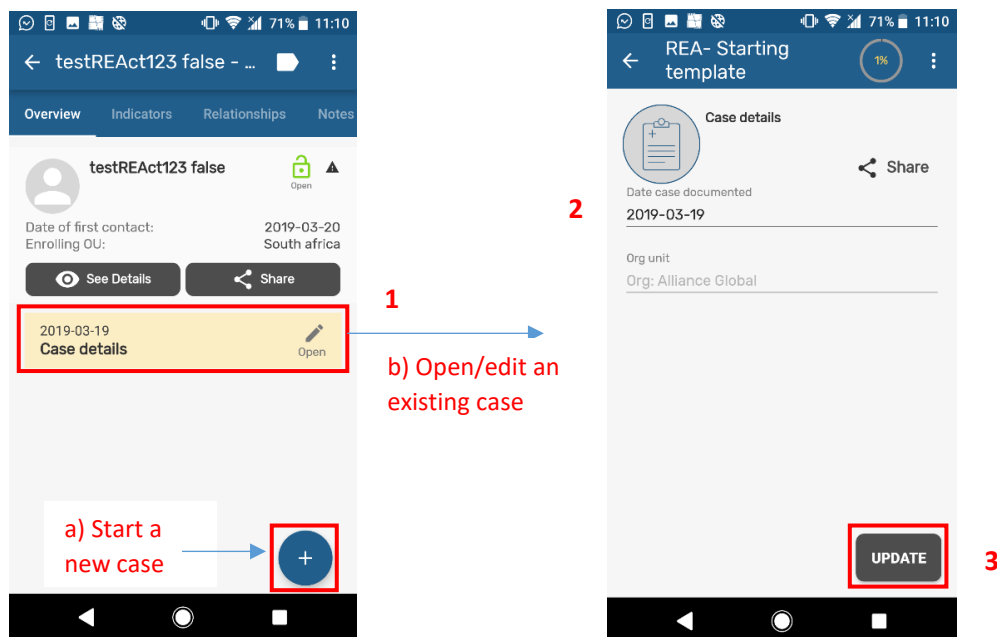 71% 11:10
testREAct123 false - ...
Overview Indicators Relationships Notes
testREAct123 false
Open
Date of first contact: 2019-03-20
Enrolling OU: South africa
See Details Share
2019-03-19
Case details
Open
a) Start a
new case
+
1
b) Open/edit an
existing case
2
71% 11:10
REA- Starting
template
1%
Case details
Share
Date case documented
2019-03-19
Org unit
Org: Alliance Global
UPDATE
3